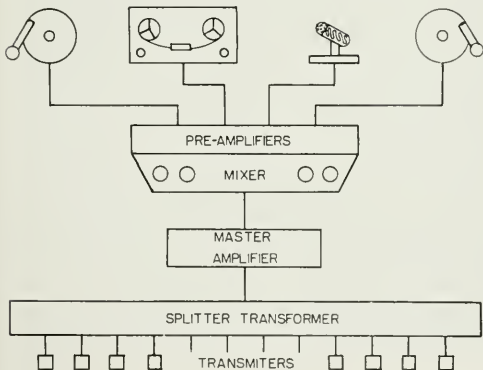 PRE-AMPLIFIERS
MIXER
MASTER
AMPLIFIER
SPLITTER TRANSFORMER
TRANSMITERS